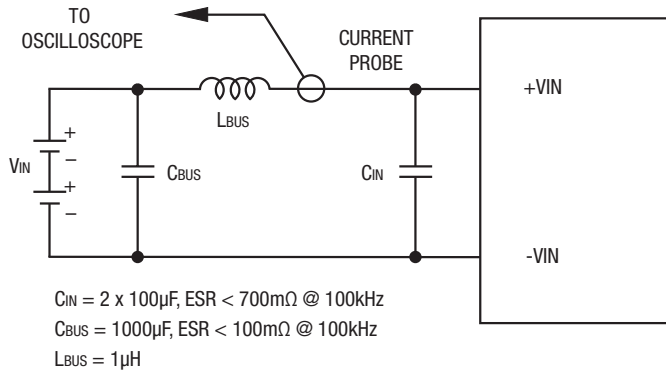 TO
OSCILLOSCOPE
CURRENT
PROBE
+VIN
LBUS
VIN
+
−
+
−
CBUS
CIN
-VIN
CIN = 2 x 100µF, ESR < 700mΩ @ 100kHz
CBUS = 1000µF, ESR < 100mΩ @ 100kHz
LBUS = 1µH